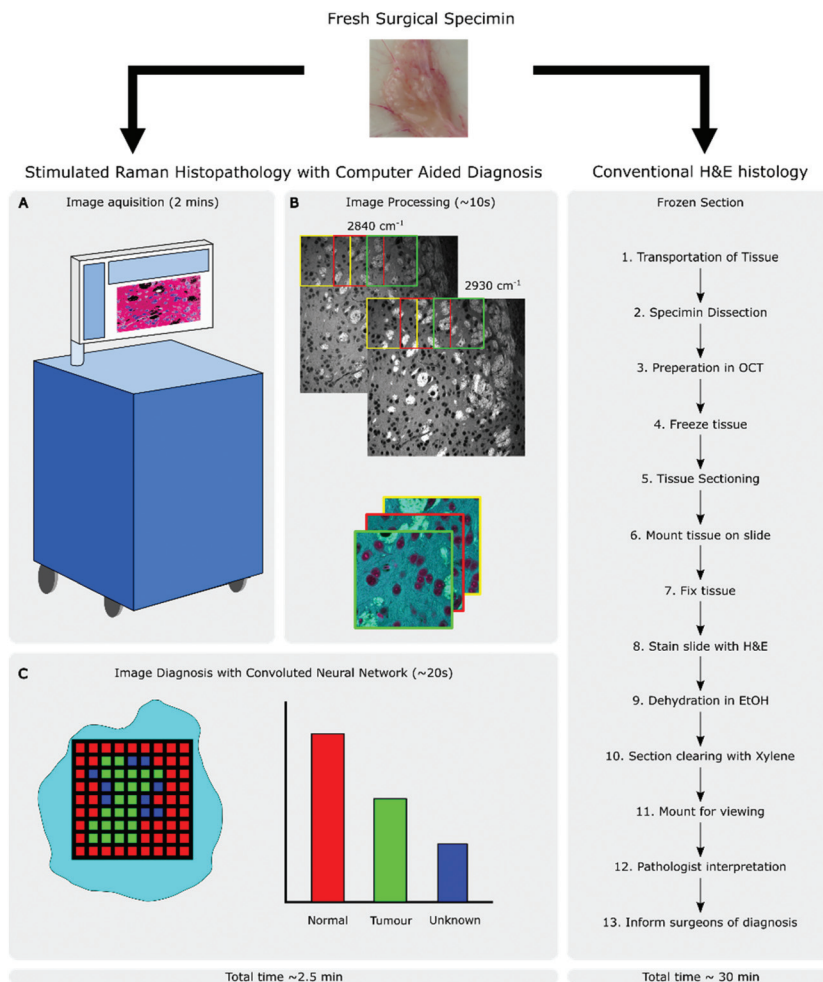 Fresh Surgical Specimin
Stimulated Raman Histopathology with Computer Aided Diagnosis
Conventional H&E histology
A
Image aquisition (2 mins)
B
Image Processing (~10s)
2840 cm⁻¹
2930 cm⁻¹
C
Image Diagnosis with Convoluted Neural Network (~20s)
Normal
Tumour
Unknown
Total time ~2.5 min
Frozen Section
1. Transportation of Tissue
2. Specimin Dissection
3. Preperation in OCT
4. Freeze tissue
5. Tissue Sectioning
6. Mount tissue on slide
7. Fix tissue
8. Stain slide with H&E
9. Dehydration in EtOH
10. Section clearing with Xylene
11. Mount for viewing
12. Pathologist interpretation
13. Inform surgeons of diagnosis
Total time ~ 30 min